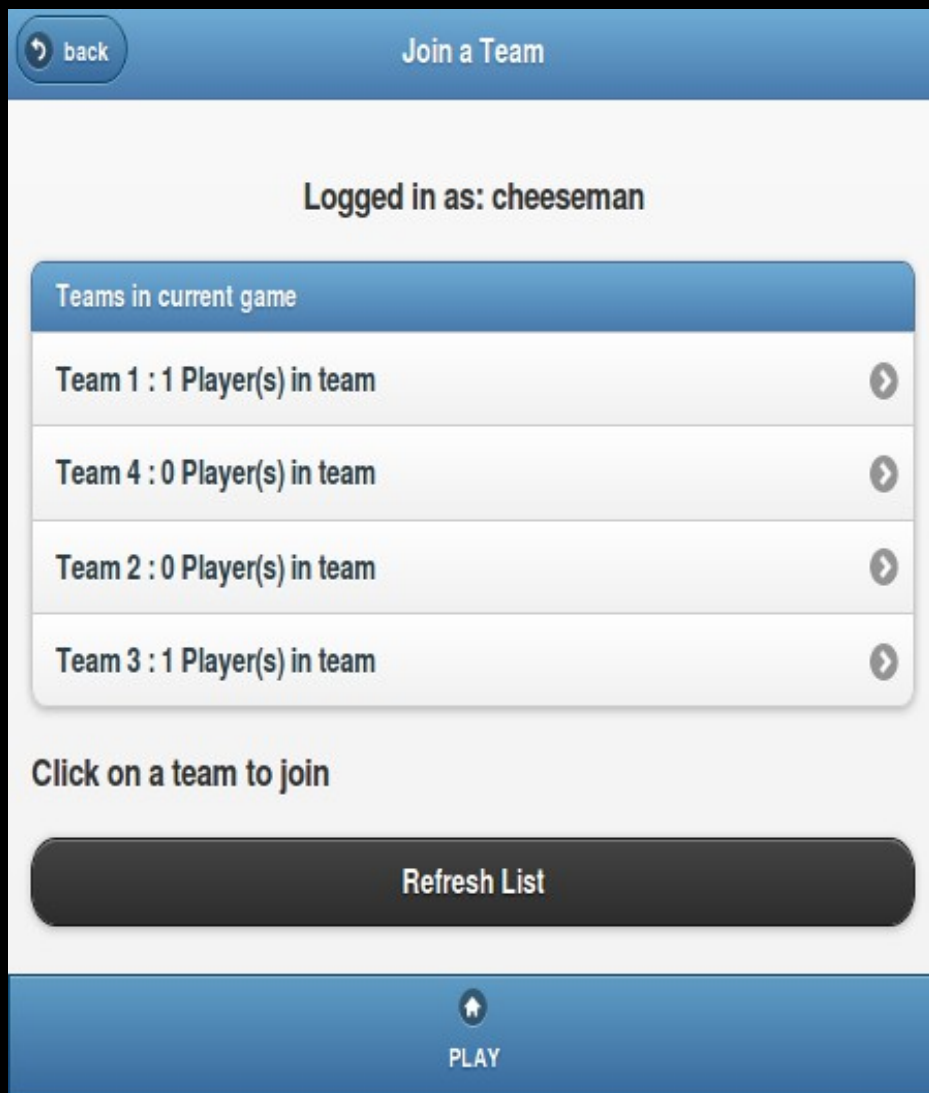 back
Join a Team
Logged in as: cheeseman
Teams in current game
Team 1 : 1 Player(s) in team
Team 4 : 0 Player(s) in team
Team 2 : 0 Player(s) in team
Team 3 : 1 Player(s) in team
Click on a team to join
Refresh List
PLAY